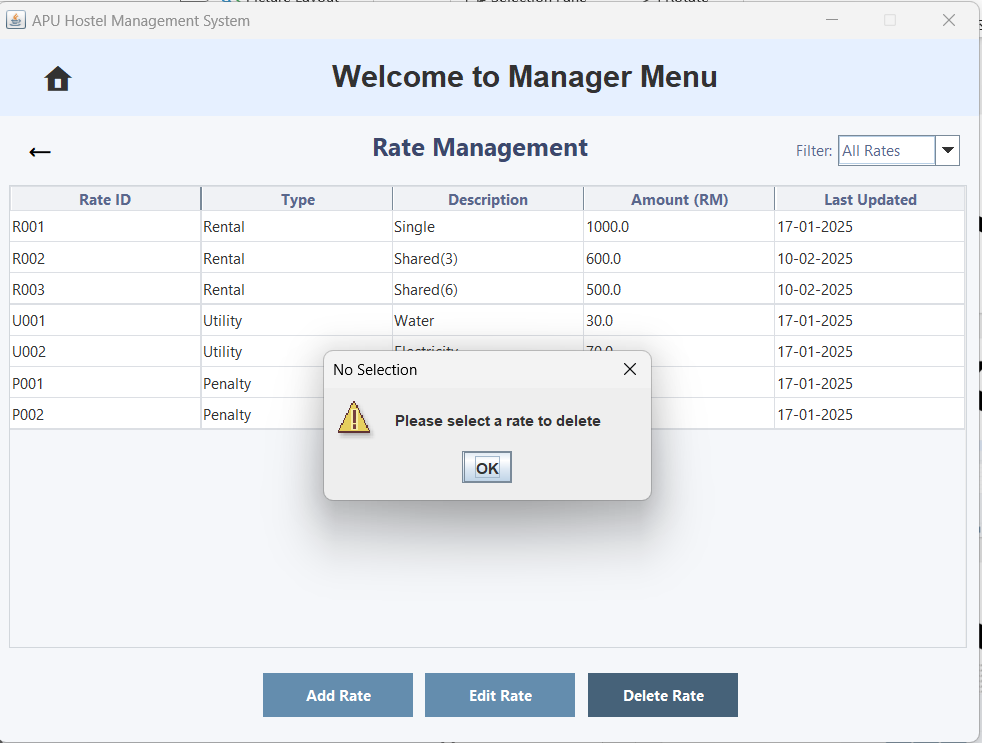 APU Hostel Management System
Welcome to Manager Menu
Rate Management
Filter: All Rates
Rate ID Type Description Amount (RM) Last Updated
R001 Rental Single 1000.0 17-01-2025
R002 Rental Shared(3) 600.0 10-02-2025
R003 Rental Shared(6) 500.0 10-02-2025
U001 Utility Water 30.0 17-01-2025
U002 Utility Electricity 70.0 17-01-2025
P001 Penalty 17-01-2025
P002 Penalty 17-01-2025
No Selection
Please select a rate to delete
OK
Add Rate Edit Rate Delete Rate